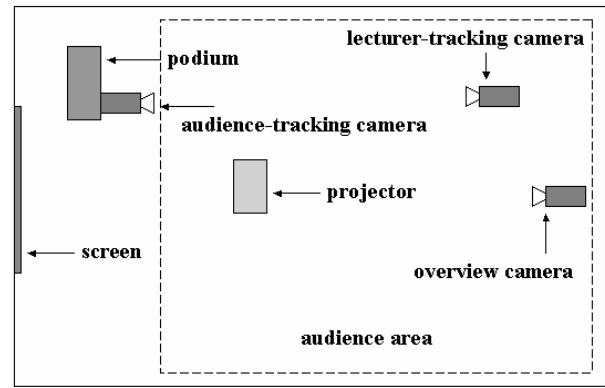 lecturer-tracking camera
podium
audience-tracking camera
projector
screen
overview camera
audience area